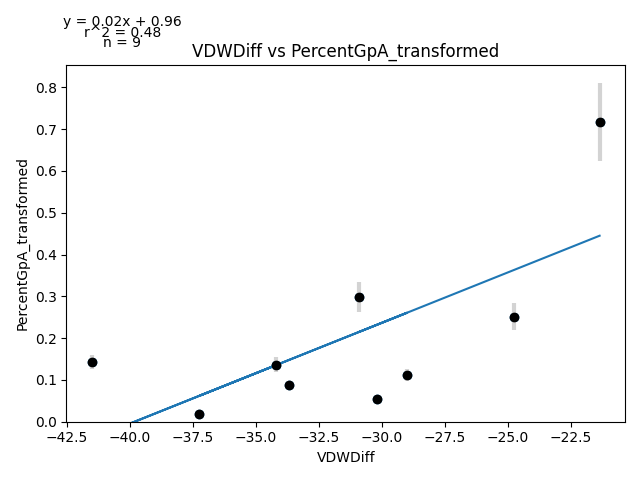 y = 0.02x + 0.96
r^2 = 0.48
n = 9
VDWDiff vs PercentGpA_transformed
PercentGpA_transformed
0.8
0.7
0.6
0.5
0.4
0.3
0.2
0.1
0.0
−42.5 −40.0 −37.5 −35.0 −32.5 −30.0 −27.5 −25.0 −22.5
VDWDiff